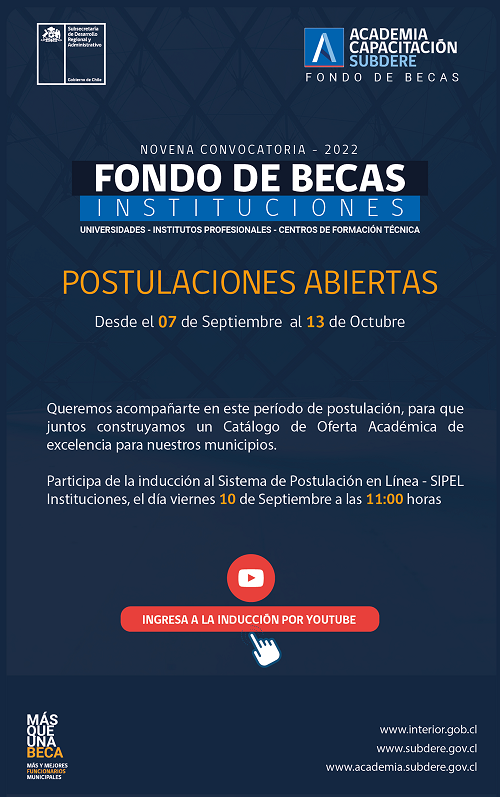 Subsecretaría
de Desarrollo
Regional y
Administrativo
Gobierno de Chile
ACADEMIA
CAPACITACIÓN
SUBDERE
FONDO DE BECAS
NOVENA CONVOCATORIA - 2022
FONDO DE BECAS
INSTITUCIONES
UNIVERSIDADES - INSTITUTOS PROFESIONALES - CENTROS DE FORMACIÓN TÉCNICA
POSTULACIONES ABIERTAS
Desde el 07 de Septiembre al 13 de Octubre
Queremos acompañarte en este período de postulación, para que
juntos construyamos un Catálogo de Oferta Académica de
excelencia para nuestros municipios.
Participa de la inducción al Sistema de Postulación en Línea - SIPEL
Instituciones, el día viernes 10 de Septiembre a las 11:00 horas
INGRESA A LA INDUCCIÓN POR YOUTUBE
MÁS
QUE
UNA
BECA
MÁS Y MEJORES
FUNCIONARIOS
MUNICIPALES
www.interior.gob.cl
www.subdere.gov.cl
www.academia.subdere.gov.cl